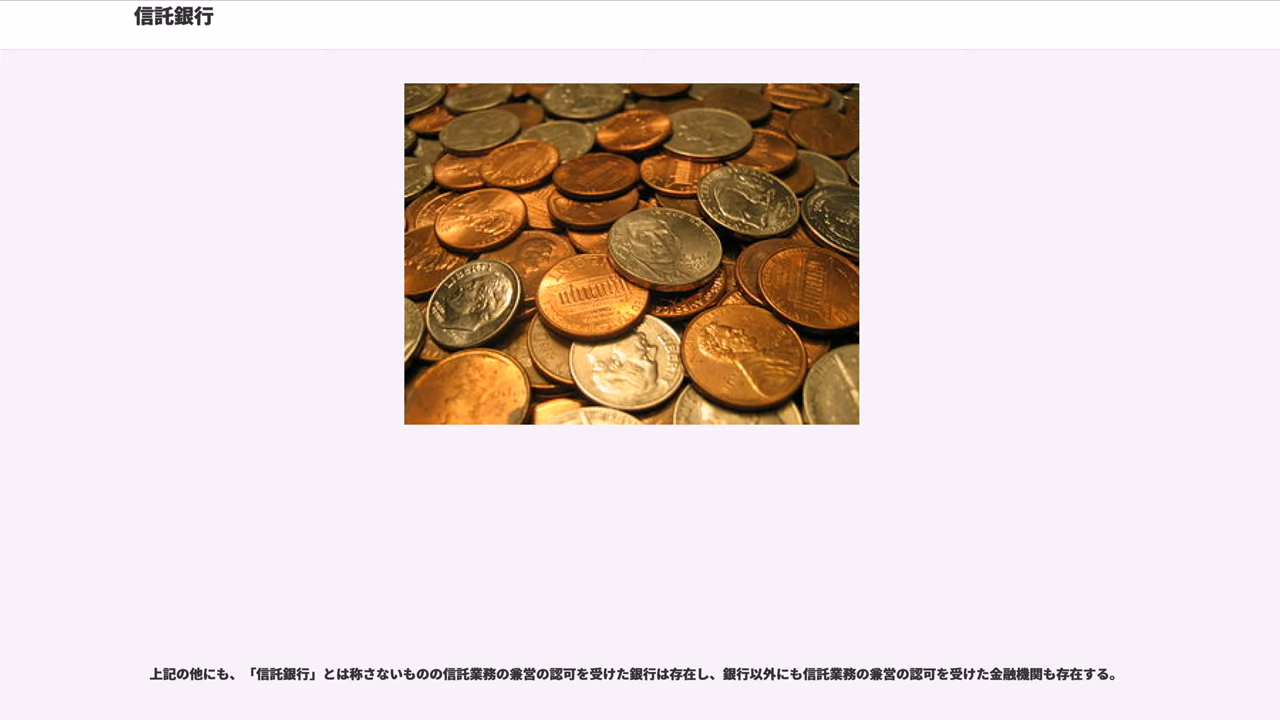 信託銀行
LIBERTY
上記の他にも、「信託銀行」とは称さないものの信託業務の兼営の認可を受けた銀行は存在し、銀行以外にも信託業務の兼営の認可を受けた金融機関も存在する。